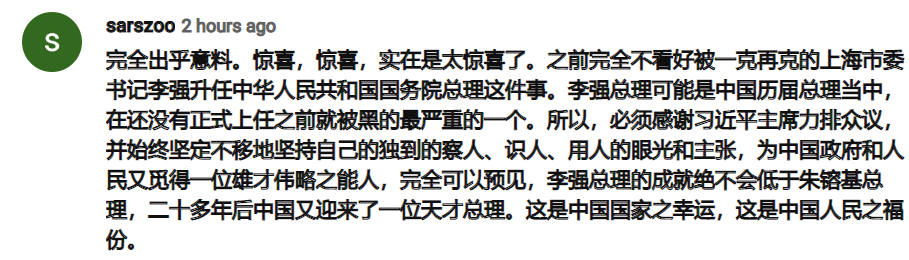 S
sarszoo 2 hours ago
完全出乎意料。惊喜，惊喜，实在是太惊喜了。之前完全不看好被一克再克的上海市委
书记李强升任中华人民共和国国务院总理这件事。李强总理可能是中国历届总理当中，
在还没有正式上任之前就被黑的最严重的一个。所以，必须感谢习近平主席力排众议，
并始终坚定不移地坚持自己的独到的察人、识人、用人的眼光和主张，为中国政府和人
民又觅得一位雄才伟略之能人，完全可以预见，李强总理的成就绝不会低于朱镕基总
理，二十多年后中国又迎来了一位天才总理。这是中国国家之幸运，这是中国人民之福
份。